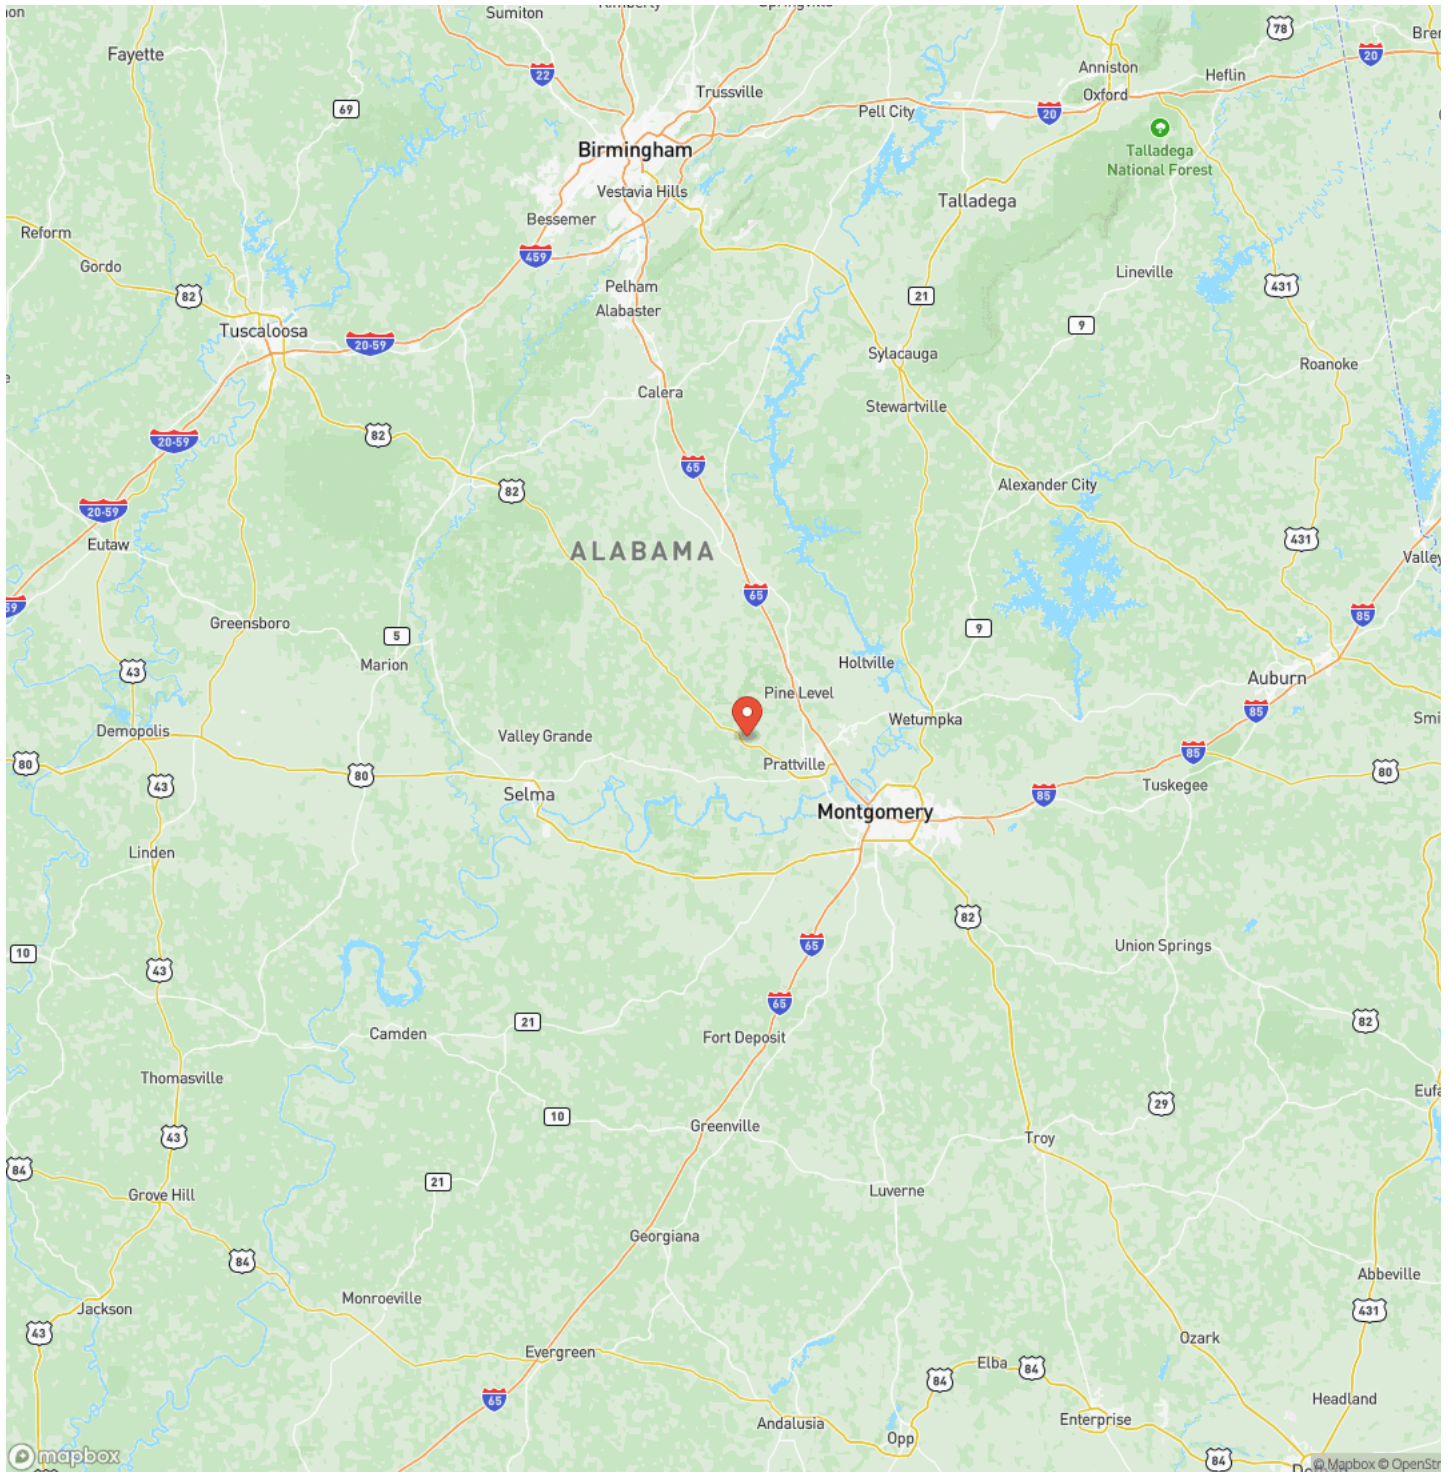 Sumiton
Kimberly
Springville
Fayette
78
Bre
22
20
Anniston
Heflin
Oxford
69
Trussville
Pell City
20
Birmingham
Talladega
National Forest
Vestavia Hills
Talladega
Bessemer
Reform
459
Gordo
Lineville
Pelham
82
21
431
Alabaster
9
Tuscaloosa
20-59
Sylacauga
Roanoke
Calera
Stewartville
82
20-59
65
Alexander City
82
20-59
431
Eutaw
ALABAMA
Valley
65
59
85
Greensboro
9
5
Marion
Holtville
43
Auburn
Pine Level
85
Wetumpka
Smi
Demopolis
Valley Grande
85
80
Prattville
80
80
43
Tuskegee
Selma
85
Montgomery
Linden
82
65
Union Springs
10
43
65
21
82
Camden
Fort Deposit
Thomasville
Eufa
29
10
Greenville
43
Troy
84
21
Luverne
Grove Hill
Georgiana
84
Abbeville
Monroeville
Jackson
431
43
Ozark
Evergreen
Elba
84
84
65
Headland
Andalusia
Enterprise
Opp
mapbox
84
© Mapbox © OpenStr